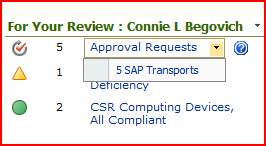 For Your Review : Connie L Begovich
5 Approval Requests
5 SAP Transports
1
Deficiency
2 CSR Computing Devices,
All Compliant